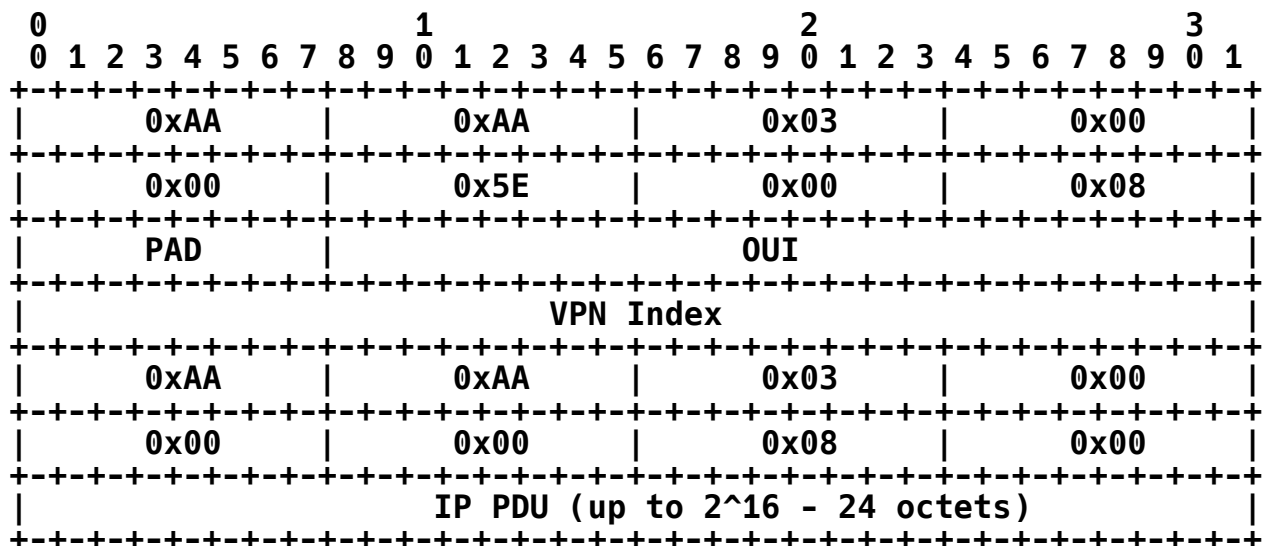 0                   1                   2                   3
 0 1 2 3 4 5 6 7 8 9 0 1 2 3 4 5 6 7 8 9 0 1 2 3 4 5 6 7 8 9 0 1
+-+-+-+-+-+-+-+-+-+-+-+-+-+-+-+-+-+-+-+-+-+-+-+-+-+-+-+-+-+-+-+-+
|      0xAA     |      0xAA     |      0x03     |      0x00     |
+-+-+-+-+-+-+-+-+-+-+-+-+-+-+-+-+-+-+-+-+-+-+-+-+-+-+-+-+-+-+-+-+
|      0x00     |      0x5E     |      0x00     |      0x08     |
+-+-+-+-+-+-+-+-+-+-+-+-+-+-+-+-+-+-+-+-+-+-+-+-+-+-+-+-+-+-+-+-+
|      PAD      |                     OUI                       |
+-+-+-+-+-+-+-+-+-+-+-+-+-+-+-+-+-+-+-+-+-+-+-+-+-+-+-+-+-+-+-+-+
|                           VPN Index                           |
+-+-+-+-+-+-+-+-+-+-+-+-+-+-+-+-+-+-+-+-+-+-+-+-+-+-+-+-+-+-+-+-+
|      0xAA     |      0xAA     |      0x03     |      0x00     |
+-+-+-+-+-+-+-+-+-+-+-+-+-+-+-+-+-+-+-+-+-+-+-+-+-+-+-+-+-+-+-+-+
|      0x00     |      0x00     |      0x08     |      0x00     |
+-+-+-+-+-+-+-+-+-+-+-+-+-+-+-+-+-+-+-+-+-+-+-+-+-+-+-+-+-+-+-+-+
|                     IP PDU (up to 2^16 - 24 octets)           |
+-+-+-+-+-+-+-+-+-+-+-+-+-+-+-+-+-+-+-+-+-+-+-+-+-+-+-+-+-+-+-+-+